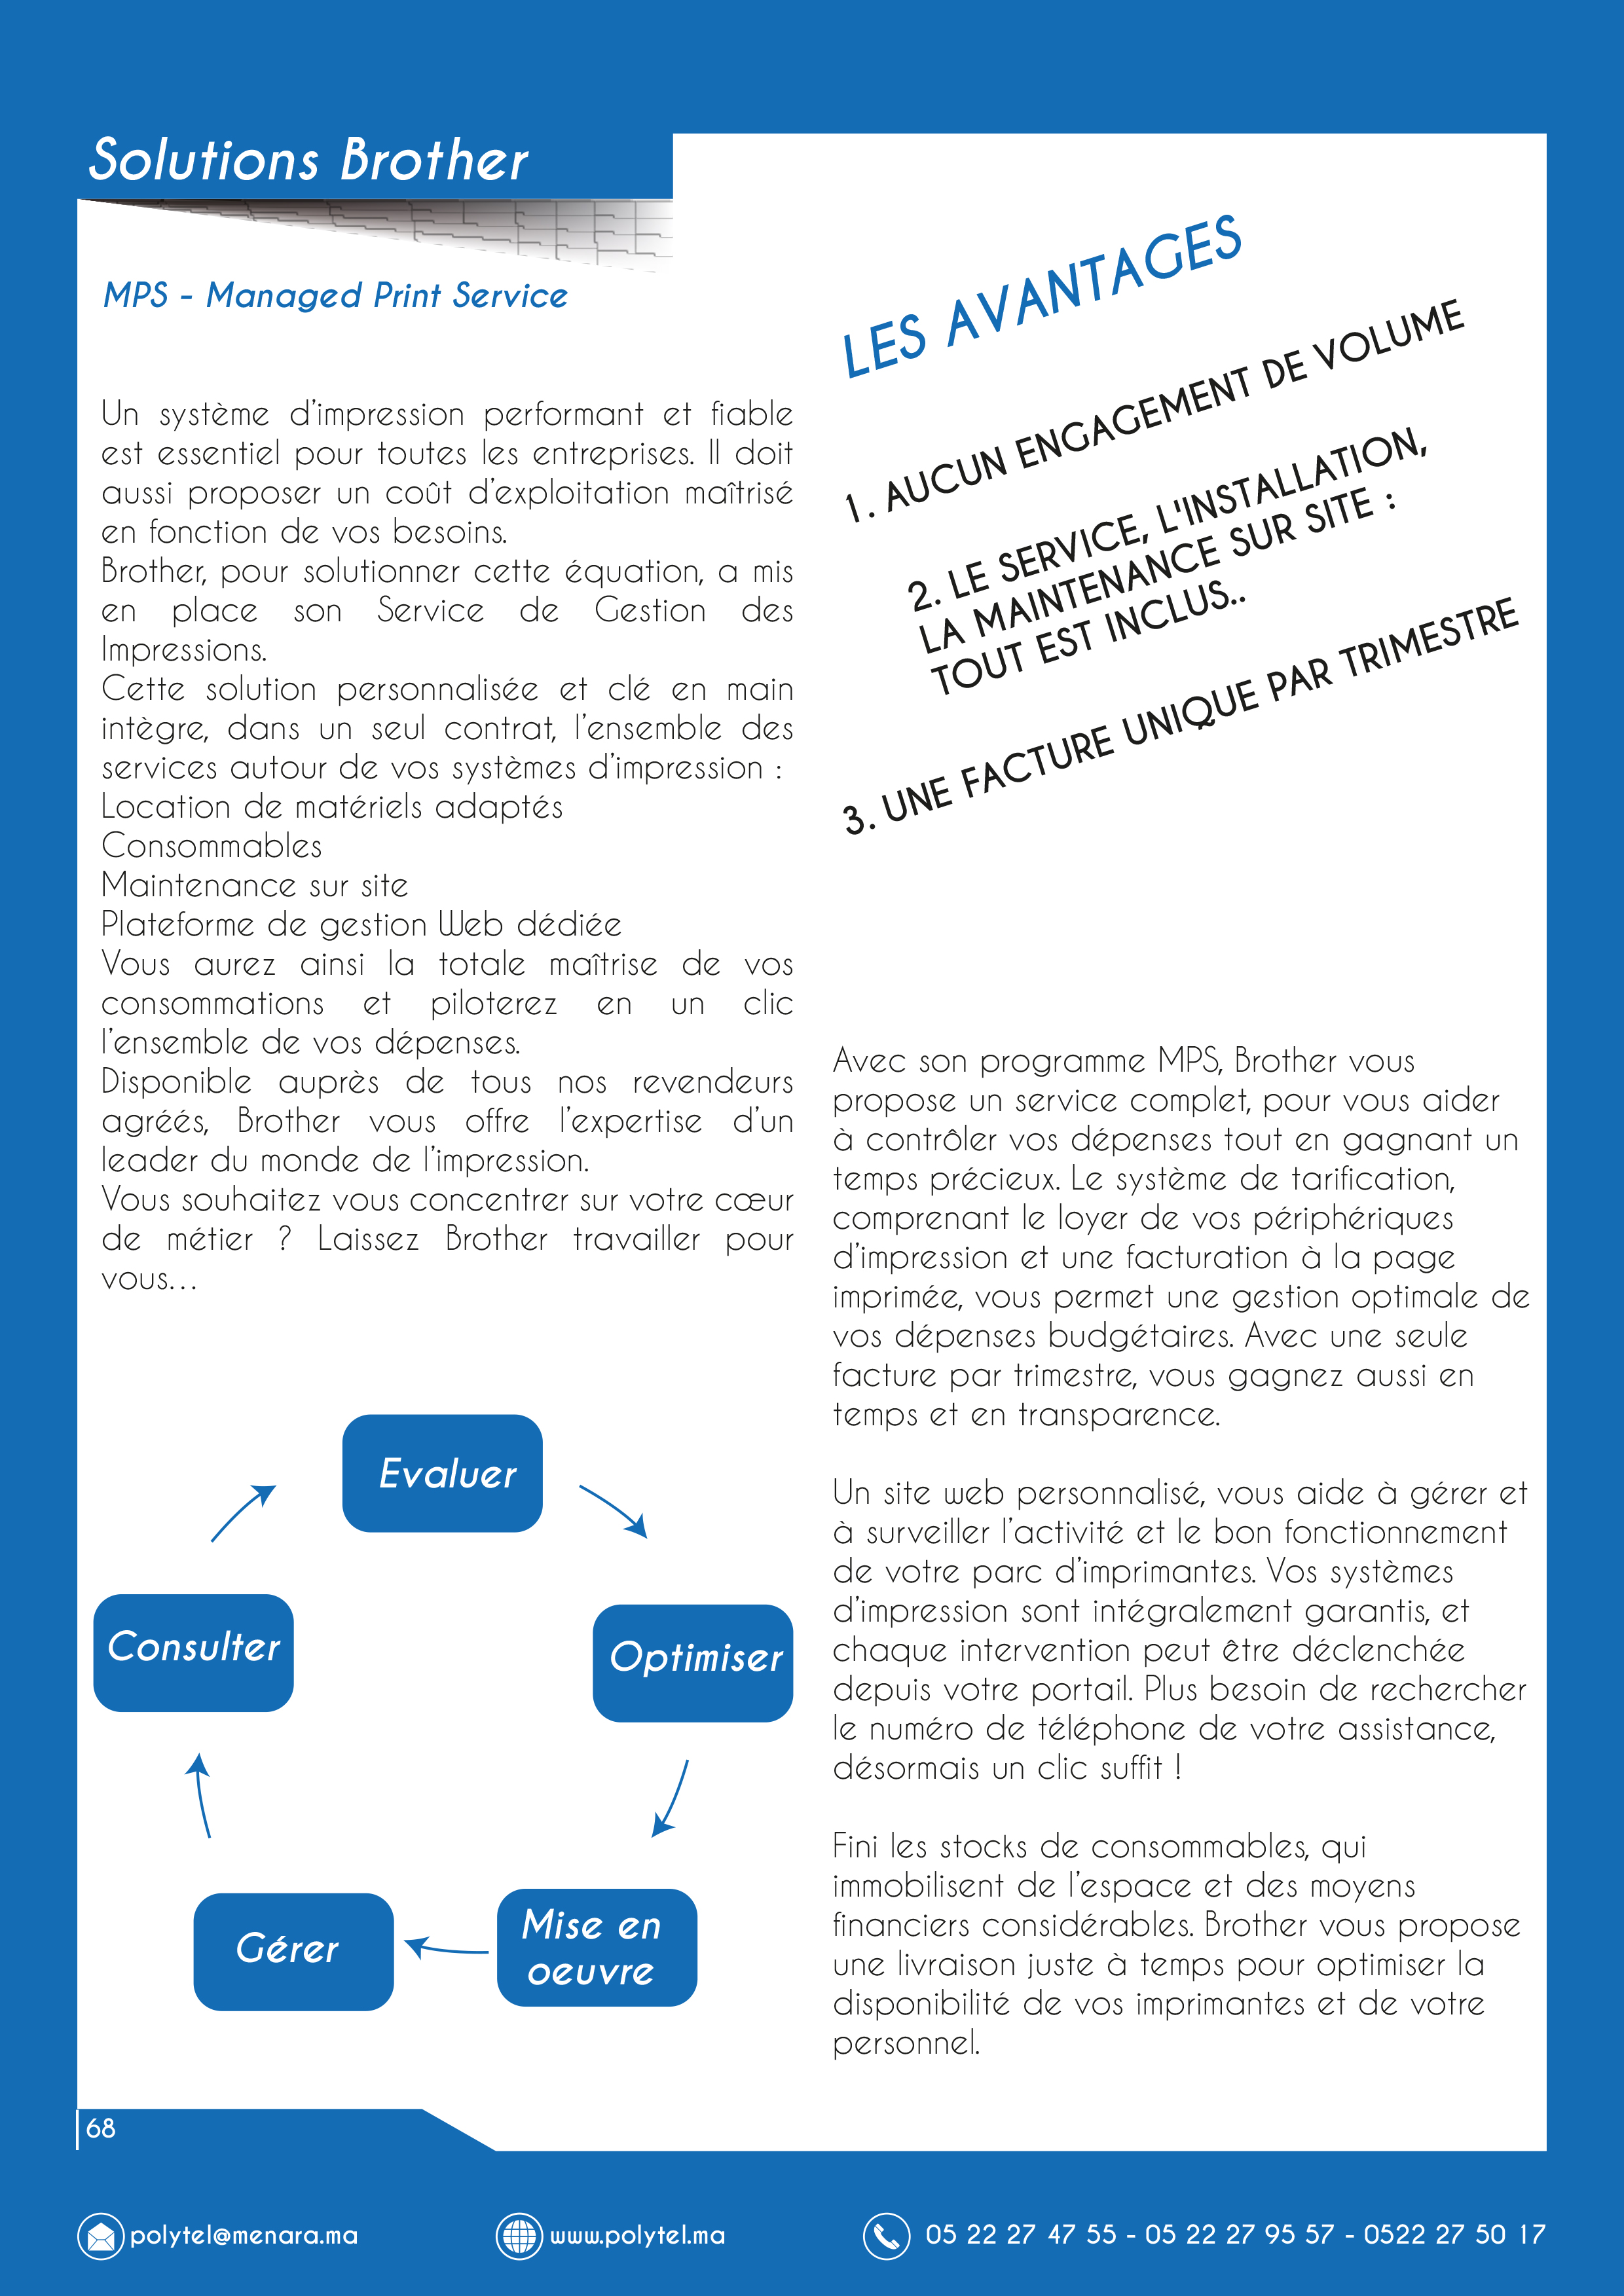 Solutions Brother
MPS - Managed Print Service
Un système d'impression performant et fiable
est essentiel pour toutes les entreprises. Il doit
aussi proposer un coût d'exploitation maîtrisé
en fonction de vos besoins.
Brother, pour solutionner cette équation, a mis
en place son Service de Gestion des
Impressions.
Cette solution personnalisée et clé en main
intègre, dans un seul contrat, l'ensemble des
services autour de vos systèmes d'impression :
Location de matériels adaptés
Consommables
Maintenance sur site
Plateforme de gestion Web dédiée
Vous aurez ainsi la totale maîtrise de vos
consommations et piloterez en un clic
l'ensemble de vos dépenses.
Disponible auprès de tous nos revendeurs
agréés, Brother vous offre l'expertise d'un
leader du monde de l'impression.
Vous souhaitez vous concentrer sur votre cœur
de métier ? Laissez Brother travailler pour
vous...
Evaluer
Optimiser
Mise en
oeuvre
Gérer
Consulter
LES AVANTAGES
1. AUCUN ENGAGEMENT DE VOLUME
2. LE SERVICE, L'INSTALLATION,
LA MAINTENANCE SUR SITE :
TOUT EST INCLUS..
3. UNE FACTURE UNIQUE PAR TRIMESTRE
Avec son programme MPS, Brother vous
propose un service complet, pour vous aider
à contrôler vos dépenses tout en gagnant un
temps précieux. Le système de tarification,
comprenant le loyer de vos périphériques
d'impression et une facturation à la page
imprimée, vous permet une gestion optimale de
vos dépenses budgétaires. Avec une seule
facture par trimestre, vous gagnez aussi en
temps et en transparence.
Un site web personnalisé, vous aide à gérer et
à surveiller l'activité et le bon fonctionnement
de votre parc d'imprimantes. Vos systèmes
d'impression sont intégralement garantis, et
chaque intervention peut être déclenchée
depuis votre portail. Plus besoin de rechercher
le numéro de téléphone de votre assistance,
désormais un clic suffit !
Fini les stocks de consommables, qui
immobilisent de l'espace et des moyens
financiers considérables. Brother vous propose
une livraison juste à temps pour optimiser la
disponibilité de vos imprimantes et de votre
personnel.
68
polytel@menara.ma
www.polytel.ma
05 22 27 47 55 - 05 22 27 95 57 - 0522 27 50 17